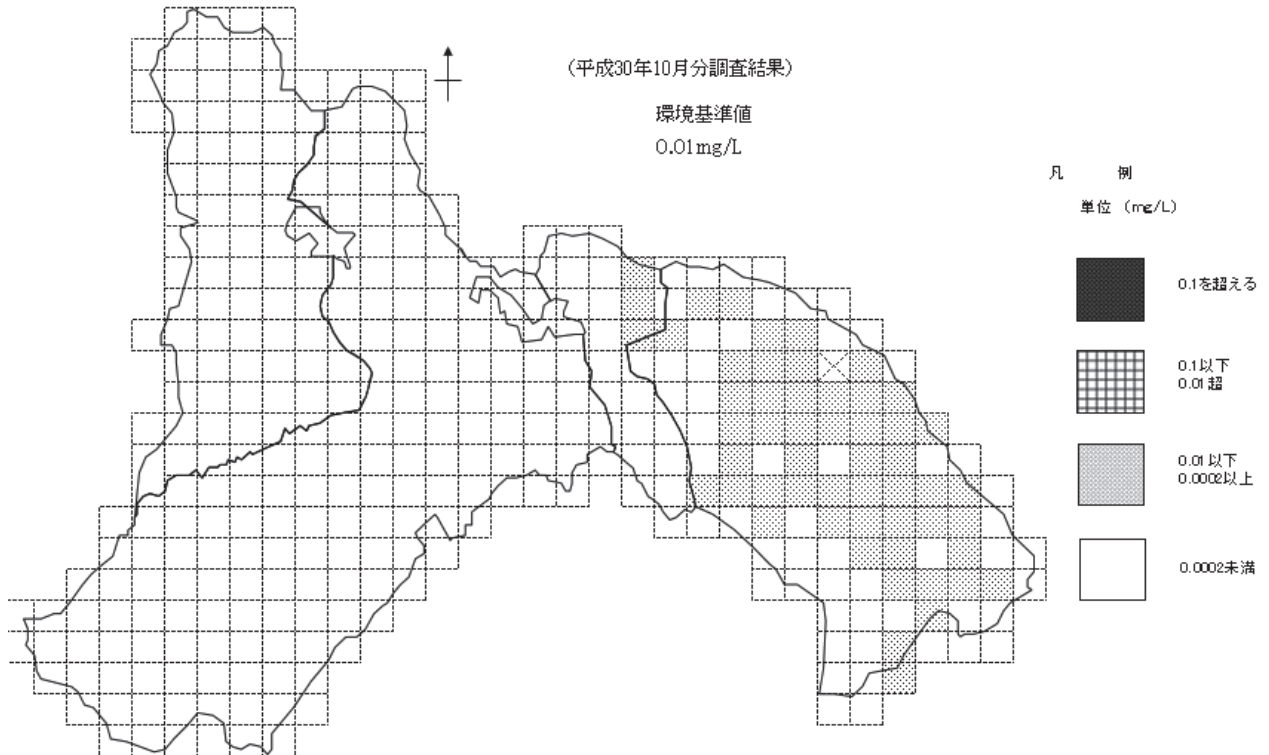 (平成30年10月分調査結果)
環境基準値
0.01mg/L
凡 例
単位 (mg/L)
0.1を超える
0.1以下
0.01超
0.01以下
0.0002以上
0.0002未満